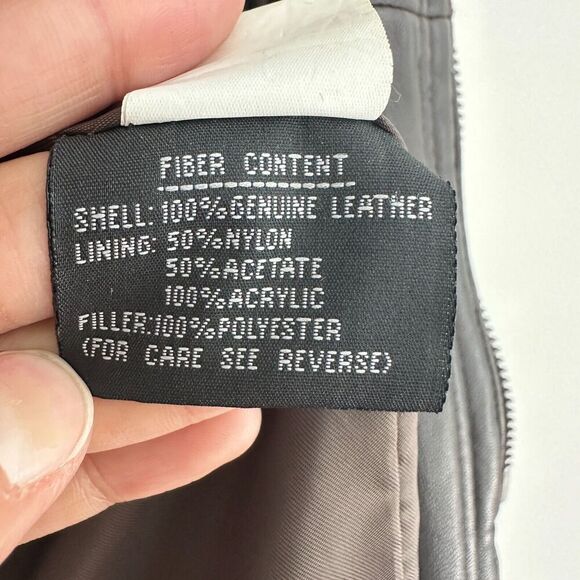 FIBER CONTENT
SHELL: 100% GENUINE LEATHER
LINING: 50% NYLON
50% ACETATE
100% ACRYLIC
FILLER: 100% POLYESTER
(FOR CARE SEE REVERSE)